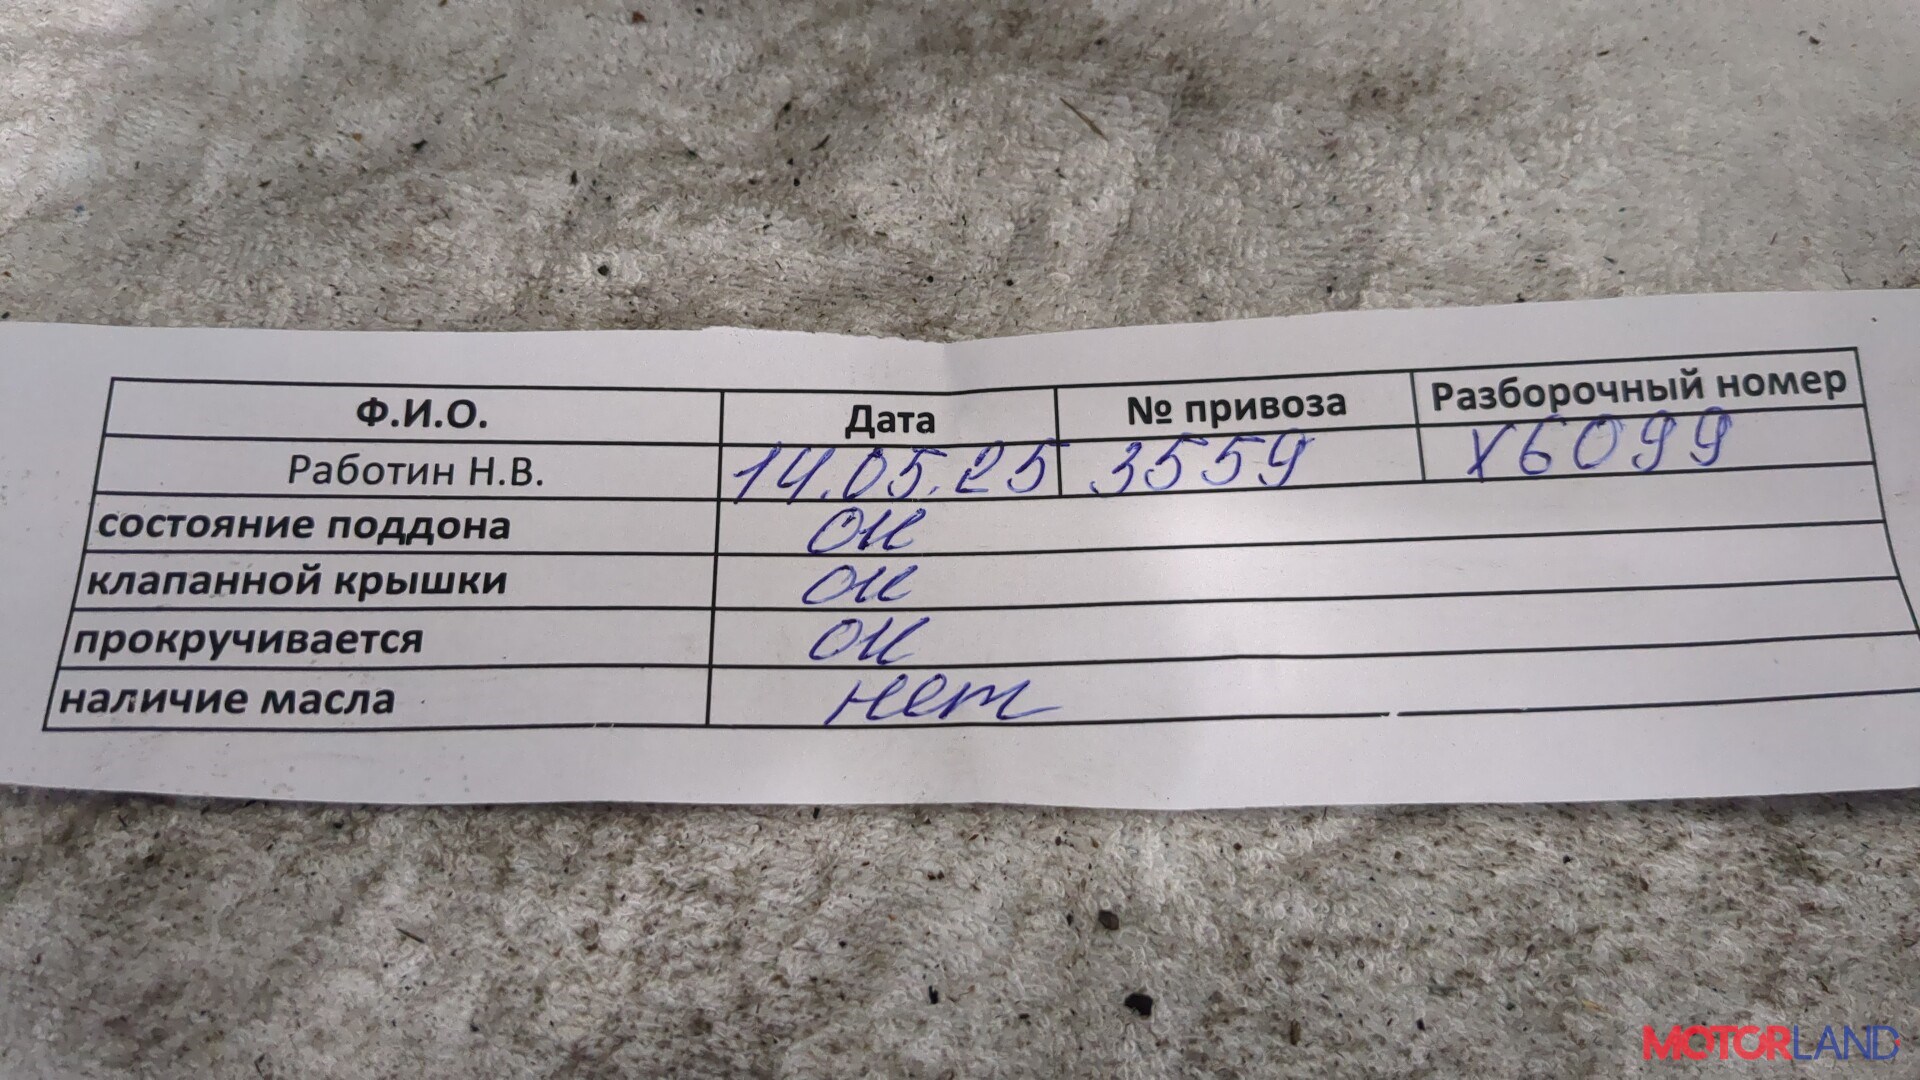 Ф.И.О. Дата № привоза Разборочный номер
Работин Н.В. 14.05.25 3559 X6099
состояние поддона ок
клапанной крышки ок
прокручивается ок
наличие масла нет
MOTORLAND